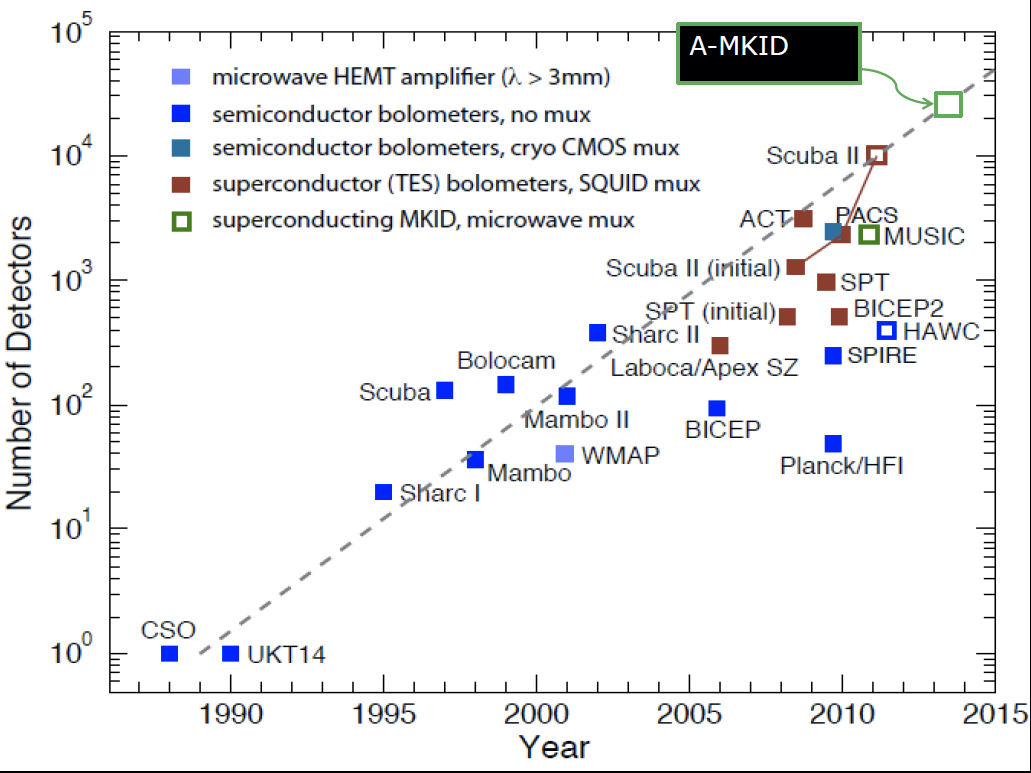 10^5
A-MKID
microwave HEMT amplifier (λ > 3mm)
semiconductor bolometers, no mux
semiconductor bolometers, cryo CMOS mux
superconductor (TES) bolometers, SQUID mux
superconducting MKID, microwave mux
10^4
Scuba II
ACT
PACS
MUSIC
Scuba II (initial)
10^3
SPT
SPT (initial)
BICEP2
Sharc II
HAWC
Bolocam
Laboca/Apex SZ
SPIRE
Scuba
10^2
Mambo II
BICEP
WMAP
Mambo
Planck/HFI
Sharc I
10^1
CSO
10^0
UKT14
Number of Detectors
1990
1995
2000
2005
2010
2015
Year